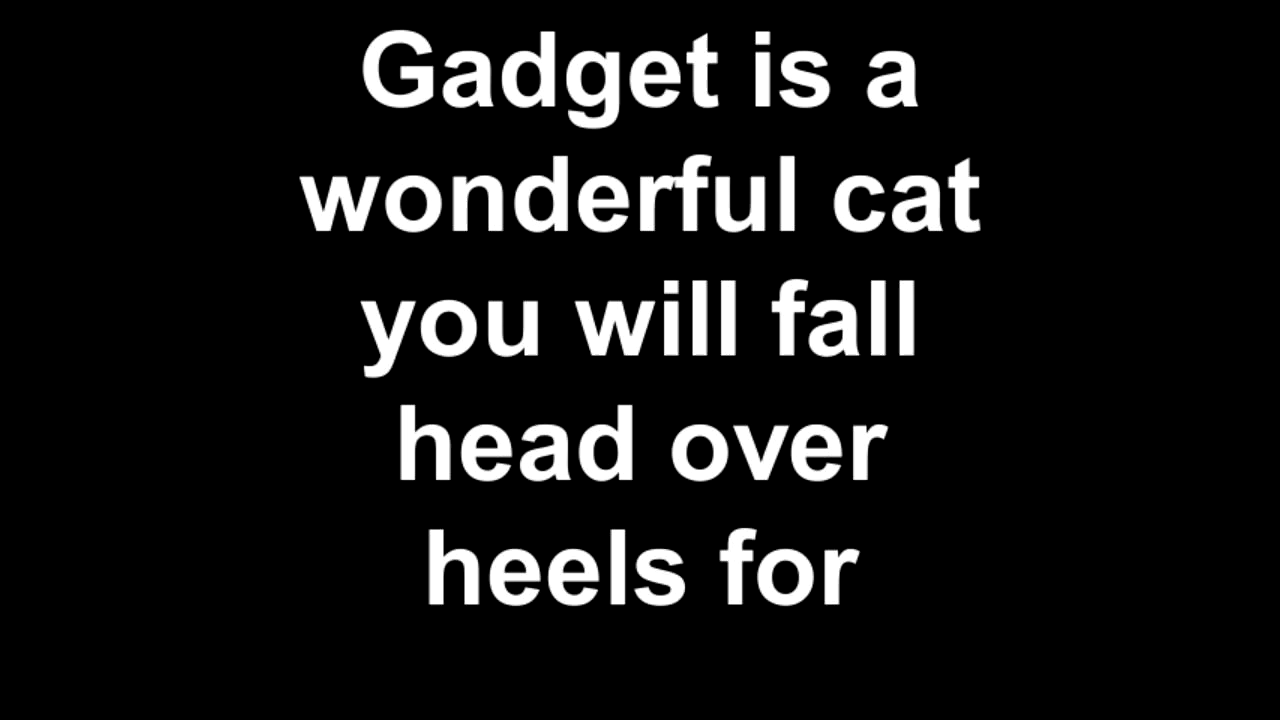 Gadget is a
wonderful cat
you will fall
head over
heels for